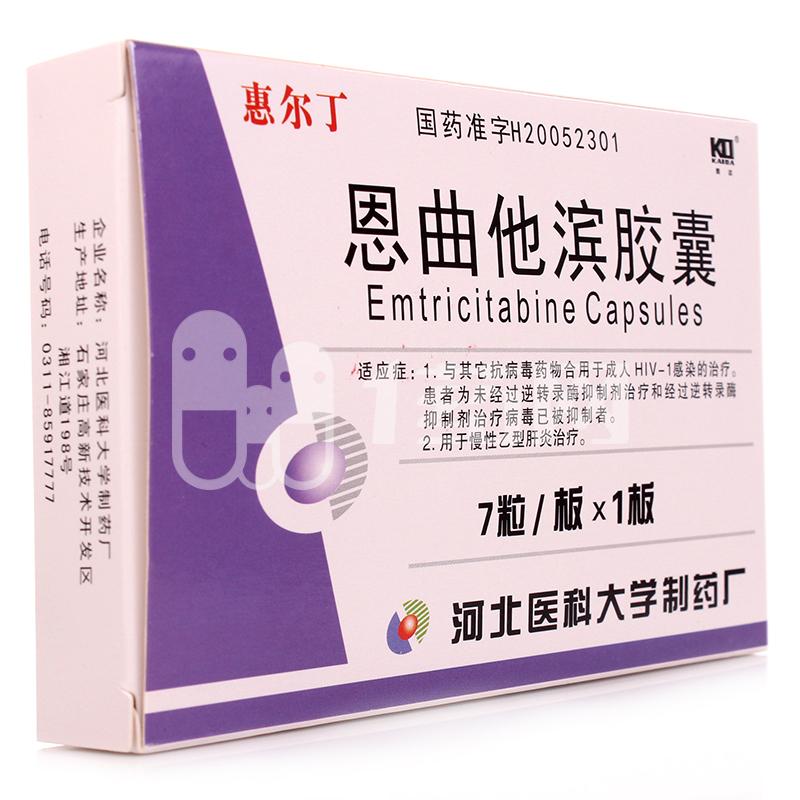 惠尔丁
国药准字H20052301
KD®
KAIDA
恩曲他滨胶囊
Emtricitabine Capsules
适应症：1. 与其它抗病毒药物合用于成人HIV-1感染的治疗。
患者为未经过逆转录酶抑制剂治疗和经过逆转录酶
抑制剂治疗病毒已被抑制者。
2. 用于慢性乙型肝炎治疗。
7粒/板×1板
河北医科大学制药厂
企业名称：河北医科大学制药厂
生产地址：石家庄高新技术开发区
湘江道198号
电话号码：0311-85917777